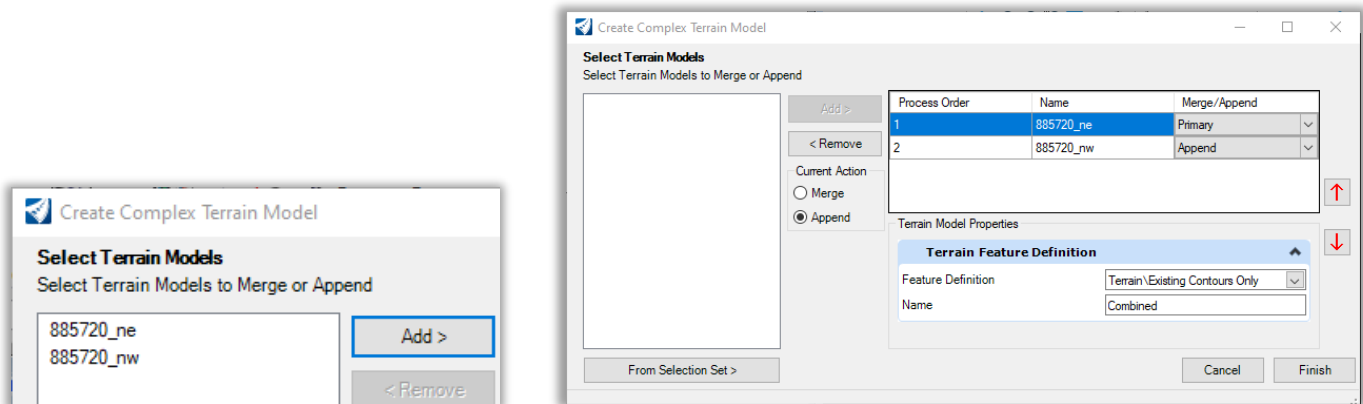 Create Complex Terrain Model
Select Terrain Models
Select Terrain Models to Merge or Append
885720_ne
885720_nw
Add >
< Remove
Create Complex Terrain Model
Select Terrain Models
Select Terrain Models to Merge or Append
Add >
< Remove
Current Action
Merge
Append
Process Order Name Merge/Append
1 885720_ne Primary
2 885720_nw Append
Terrain Model Properties
Terrain Feature Definition
Feature Definition Terrain\Existing Contours Only
Name Combined
From Selection Set >
Cancel Finish